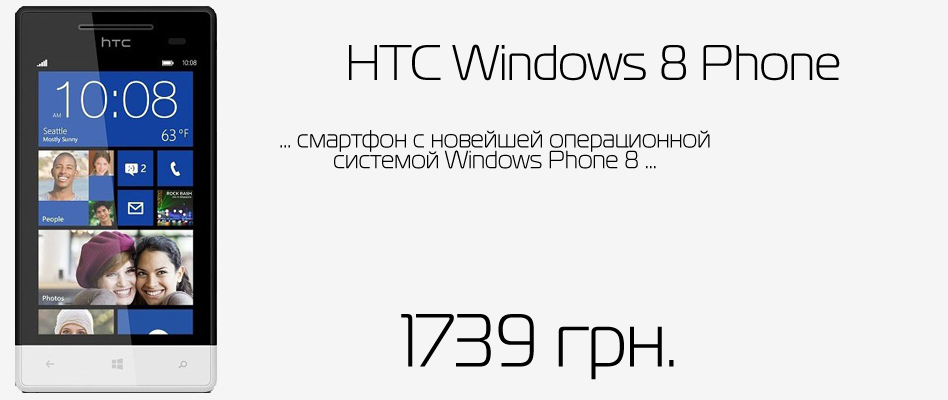 hTC
10:08
AM 10:08
Seattle
Mostly Sunny
63 °F
2
People
ROCK BASH
Photos
HTC Windows 8 Phone
... смартфон с новейшей операционной
системой Windows Phone 8 ...
1739 грн.